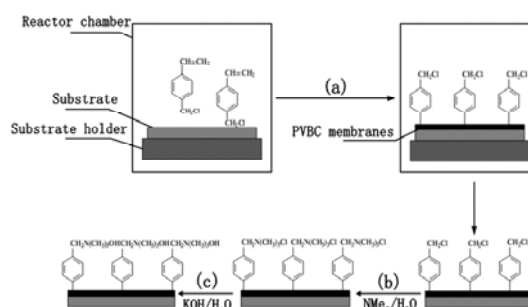 Reactor chamber
CH=CH₂
CH₂Cl
CH=CH₂
CH₂Cl
Substrate
Substrate holder
(a)
CH₂Cl
CH₂Cl
CH₂Cl
PVBC membranes
CH₂N(CH₃)₃OHCH₂N(CH₃)₃OH CH₂N(CH₃)₃OH
(c)
KOH/H₂O
CH₂N(CH₃)₃Cl CH₂N(CH₃)₃Cl CH₂N(CH₃)₃Cl
(b)
NMe₃/H₂O
CH₂Cl
CH₂Cl
CH₂Cl